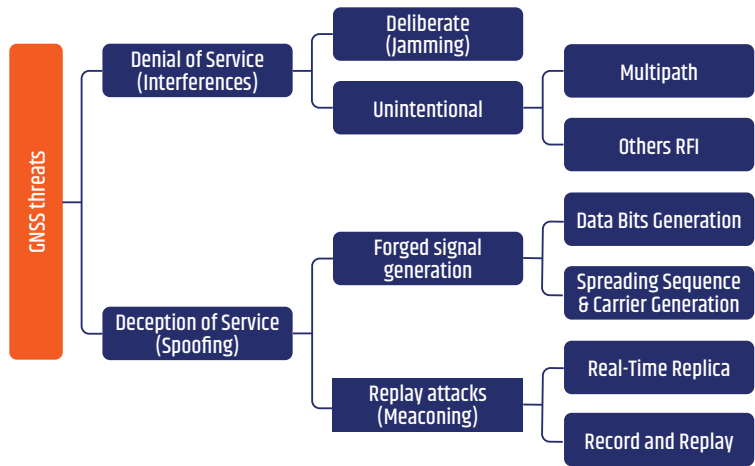 GNSS threats
Denial of Service
(Interferences)
Deliberate
(Jamming)
Unintentional
Multipath
Others RFI
Deception of Service
(Spoofing)
Forged signal
generation
Data Bits Generation
Spreading Sequence
& Carrier Generation
Replay attacks
(Meaconing)
Real-Time Replica
Record and Replay